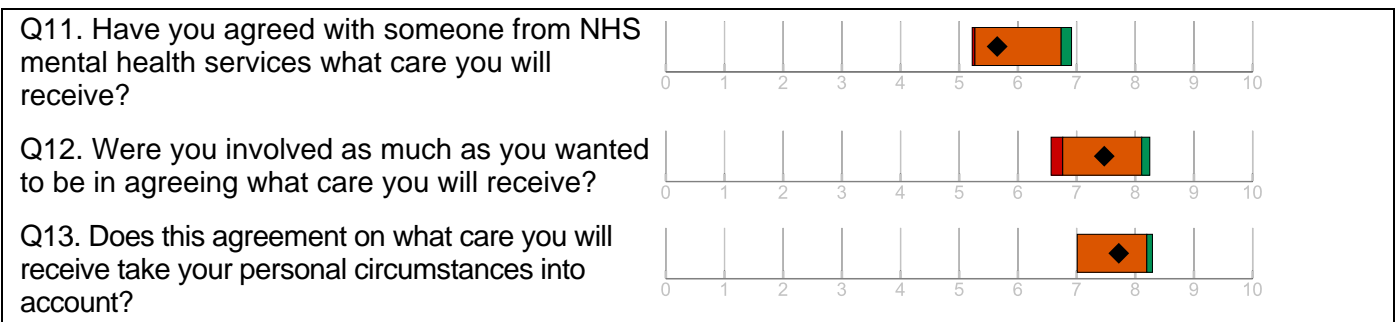 Q11. Have you agreed with someone from NHS
mental health services what care you will
receive?
0 1 2 3 4 5 6 7 8 9 10
Q12. Were you involved as much as you wanted
to be in agreeing what care you will receive?
0 1 2 3 4 5 6 7 8 9 10
Q13. Does this agreement on what care you will
receive take your personal circumstances into
account?
0 1 2 3 4 5 6 7 8 9 10